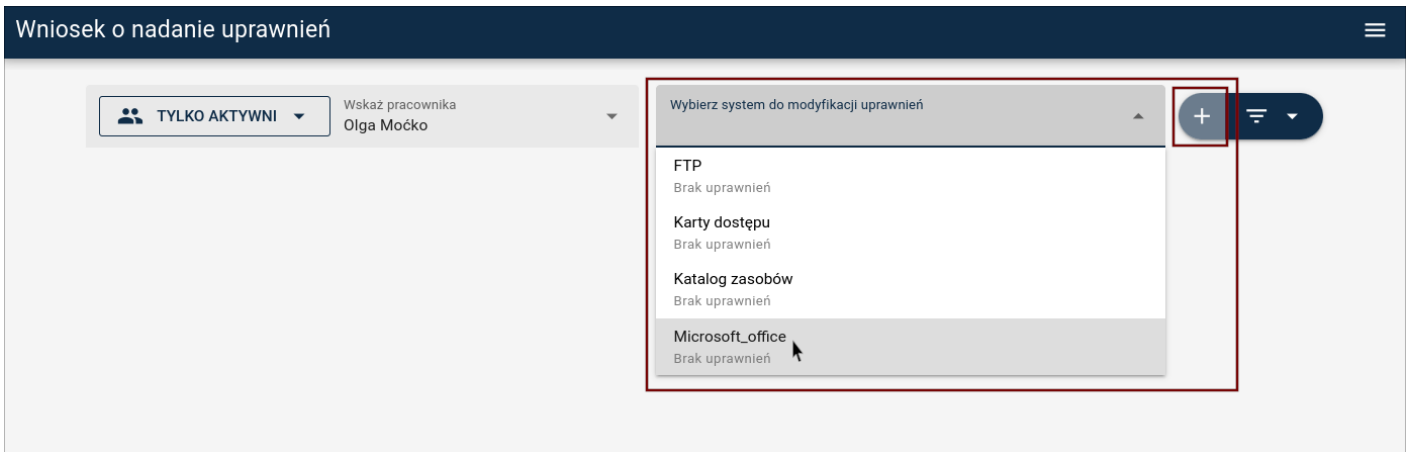 Wniosek o nadanie uprawnień
TYLKO AKTYWNI
Wskaż pracownika
Olga Moćko
Wybierz system do modyfikacji uprawnień
FTP
Brak uprawnień
Karty dostępu
Brak uprawnień
Katalog zasobów
Brak uprawnień
Microsoft_office
Brak uprawnień